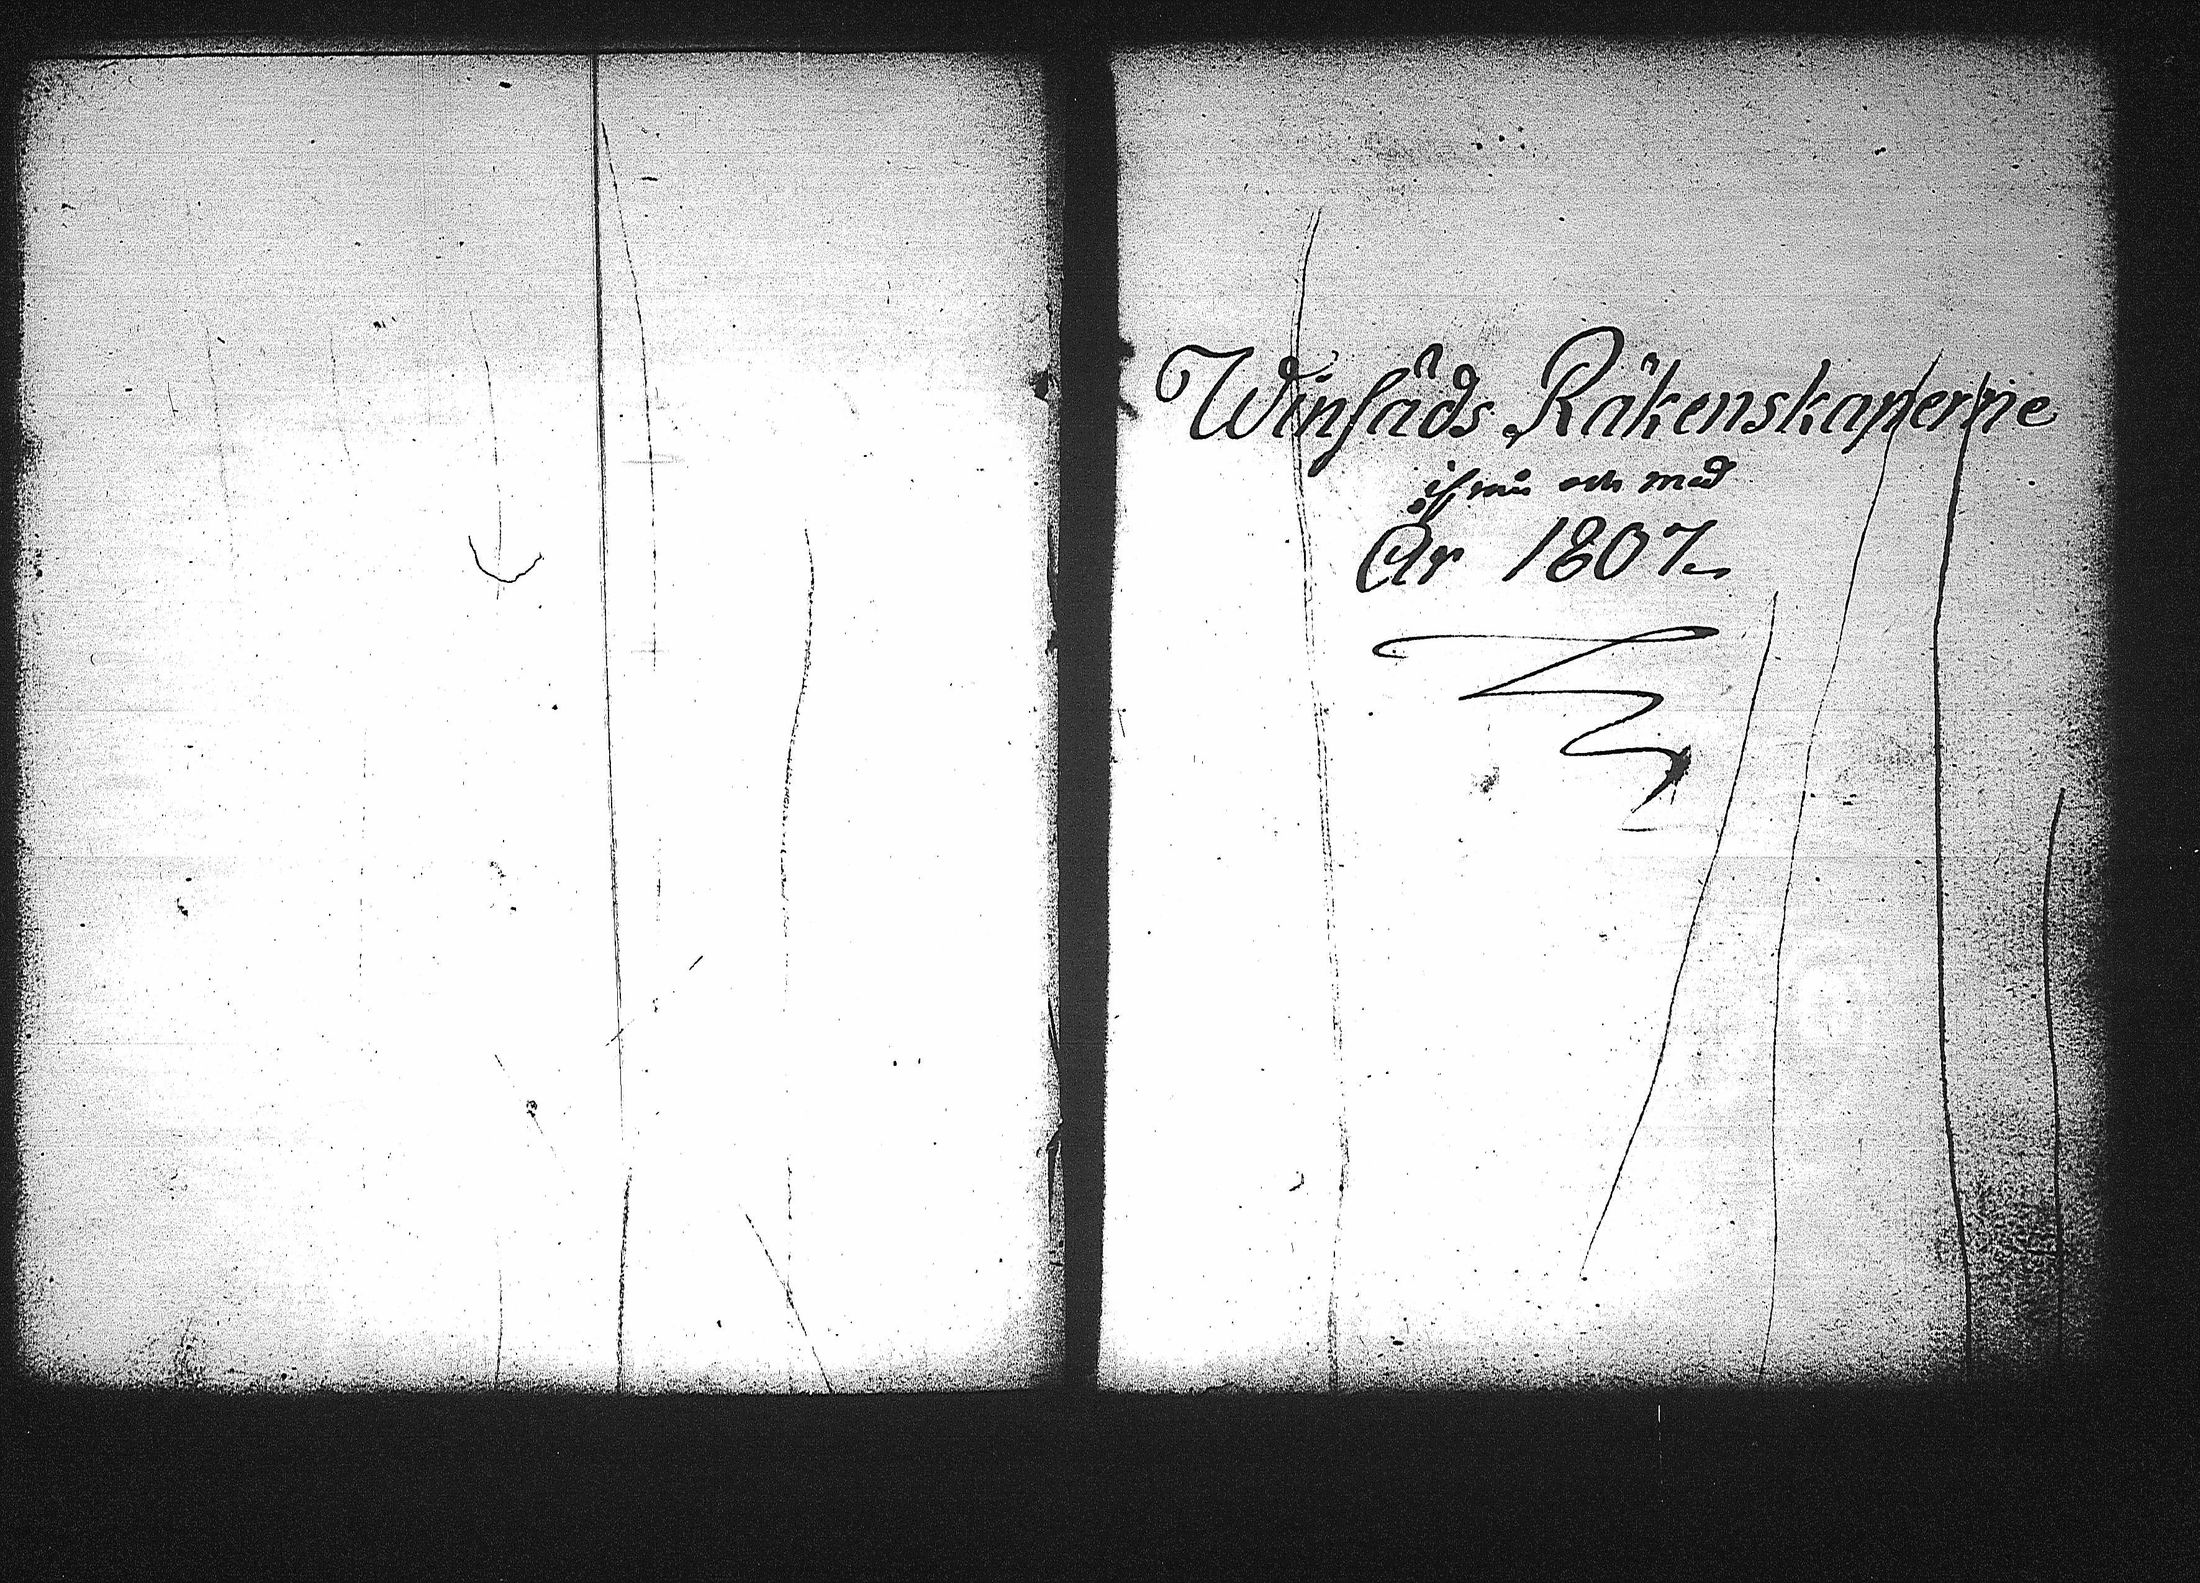 Winsäds Räkenskaperne
ifrån och med
År 1807